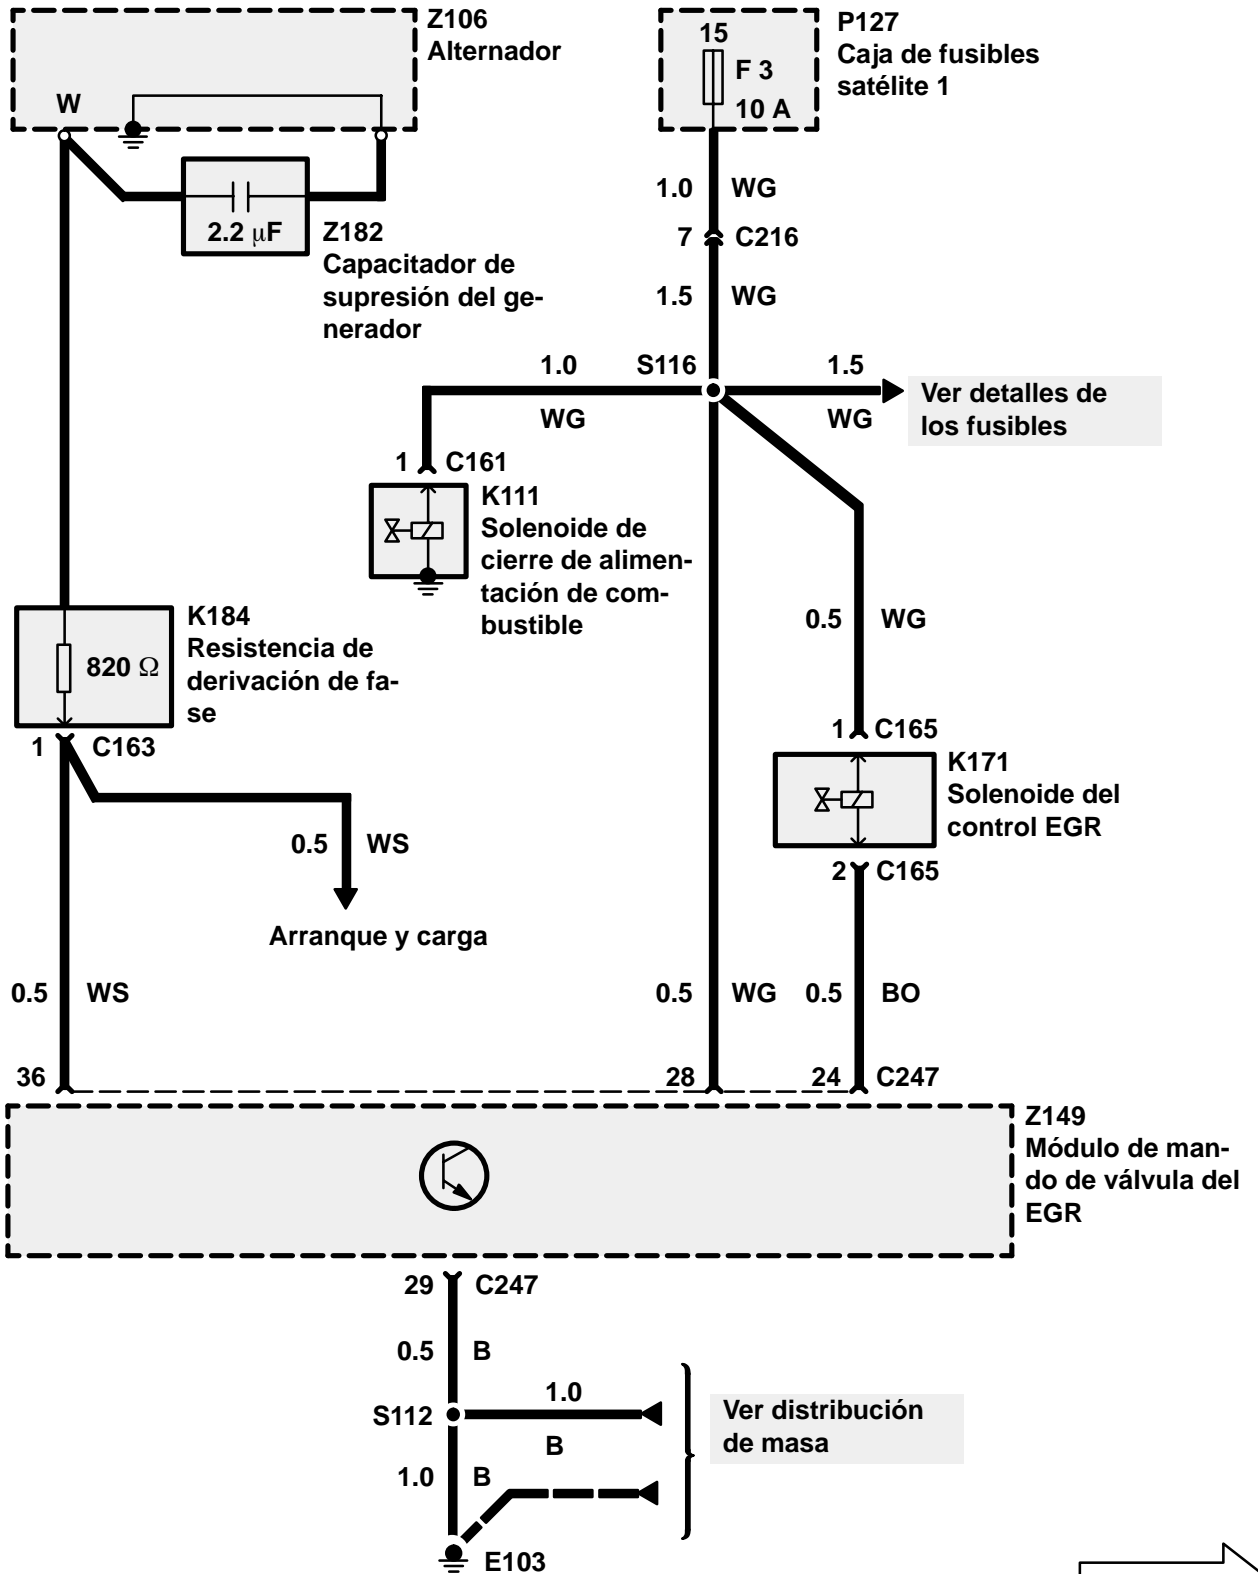 Z106
Alternador
W
2.2 μF
Z182
Capacitador de
supresión del ge-
nerador
15
F 3
10 A
P127
Caja de fusibles
satélite 1
1.0 WG
7 C216
1.5 WG
1.0 S116 1.5
WG WG
Ver detalles de
los fusibles
1 C161
K111
Solenoide de
cierre de alimen-
tación de com-
bustible
K184
Resistencia de
derivación de fa-
se
820 Ω
1 C163
0.5 WS
Arranque y carga
0.5 WG
1 C165
K171
Solenoide del
control EGR
2 C165
0.5 WS
0.5 WG
0.5 BO
36 28 24 C247
Z149
Módulo de man-
do de válvula del
EGR
29 C247
0.5 B
S112 1.0
B
1.0 B
Ver distribución
de masa
E103